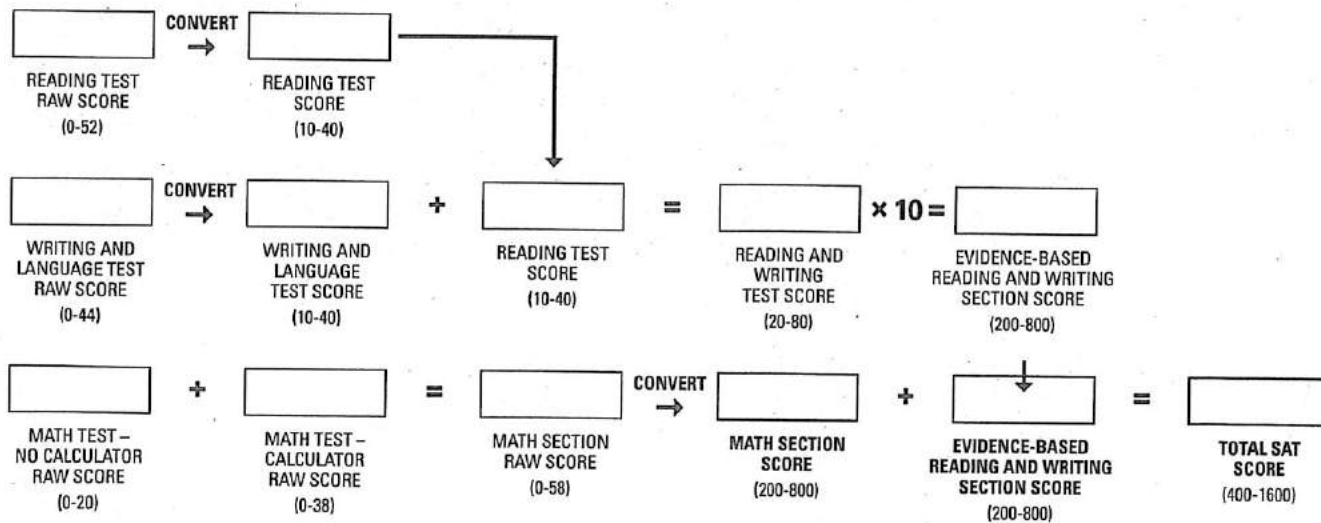 CONVERT
→
READING TEST
RAW SCORE
(0-52)
READING TEST
SCORE
(10-40)
CONVERT
→
+
=
× 10 =
WRITING AND
LANGUAGE TEST
RAW SCORE
(0-44)
WRITING AND
LANGUAGE
TEST SCORE
(10-40)
READING TEST
SCORE
(10-40)
READING AND
WRITING
TEST SCORE
(20-80)
EVIDENCE-BASED
READING AND WRITING
SECTION SCORE
(200-800)
+
=
CONVERT
→
+
=
MATH TEST –
NO CALCULATOR
RAW SCORE
(0-20)
MATH TEST –
CALCULATOR
RAW SCORE
(0-38)
MATH SECTION
RAW SCORE
(0-58)
MATH SECTION
SCORE
(200-800)
EVIDENCE-BASED
READING AND WRITING
SECTION SCORE
(200-800)
TOTAL SAT
SCORE
(400-1600)